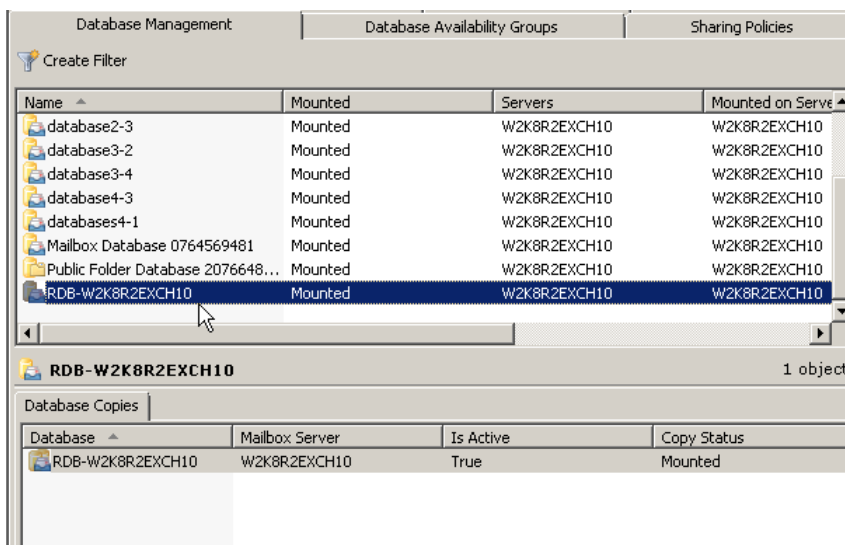 Database Management Database Availability Groups Sharing Policies
Create Filter
Name Mounted Servers Mounted on Serve
database2-3 Mounted W2K8R2EXCH10 W2K8R2EXCH10
database3-2 Mounted W2K8R2EXCH10 W2K8R2EXCH10
database3-4 Mounted W2K8R2EXCH10 W2K8R2EXCH10
database4-3 Mounted W2K8R2EXCH10 W2K8R2EXCH10
databases4-1 Mounted W2K8R2EXCH10 W2K8R2EXCH10
Mailbox Database 0764569481 Mounted W2K8R2EXCH10 W2K8R2EXCH10
Public Folder Database 2076648... Mounted W2K8R2EXCH10 W2K8R2EXCH10
RDB-W2K8R2EXCH10 Mounted W2K8R2EXCH10 W2K8R2EXCH10
RDB-W2K8R2EXCH10 1 object
Database Copies
Database Mailbox Server Is Active Copy Status
RDB-W2K8R2EXCH10 W2K8R2EXCH10 True Mounted